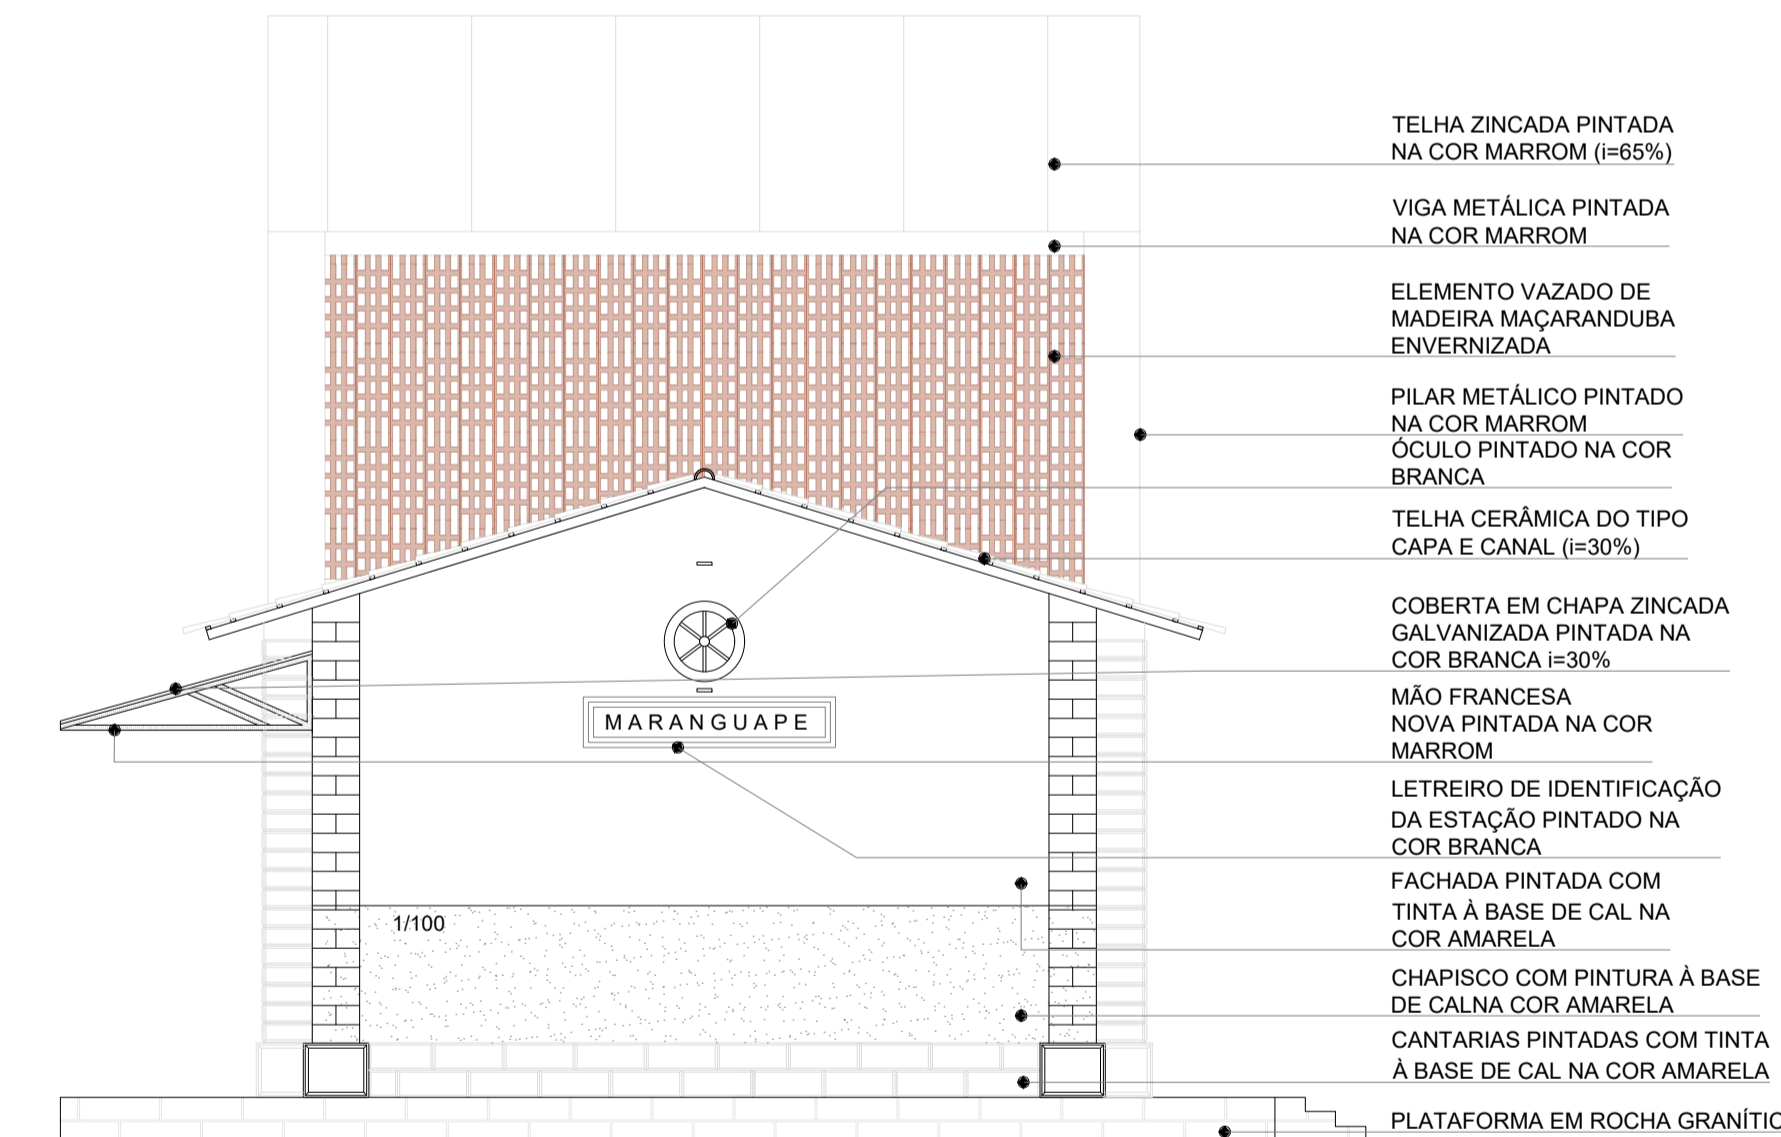 TELHA ZINCADA PINTADA
NA COR MARROM (i=65%)
VIGA METÁLICA PINTADA
NA COR MARROM
ELEMENTO VAZADO DE
MADEIRA MAÇARANDUBA
ENVERNIZADA
PILAR METÁLICO PINTADO
NA COR MARROM
ÓCULO PINTADO NA COR
BRANCA
TELHA CERÂMICA DO TIPO
CAPA E CANAL (i=30%)
COBERTA EM CHAPA ZINCADA
GALVANIZADA PINTADA NA
COR BRANCA i=30%
MÃO FRANCESA
NOVA PINTADA NA COR
MARROM
MARANGUAPE
LETREIRO DE IDENTIFICAÇÃO
DA ESTAÇÃO PINTADO NA
COR BRANCA
FACHADA PINTADA COM
TINTA À BASE DE CAL NA
COR AMARELA
1/100
CHAPISCO COM PINTURA À BASE
DE CALNA COR AMARELA
CANTARIAS PINTADAS COM TINTA
À BASE DE CAL NA COR AMARELA
PLATAFORMA EM ROCHA